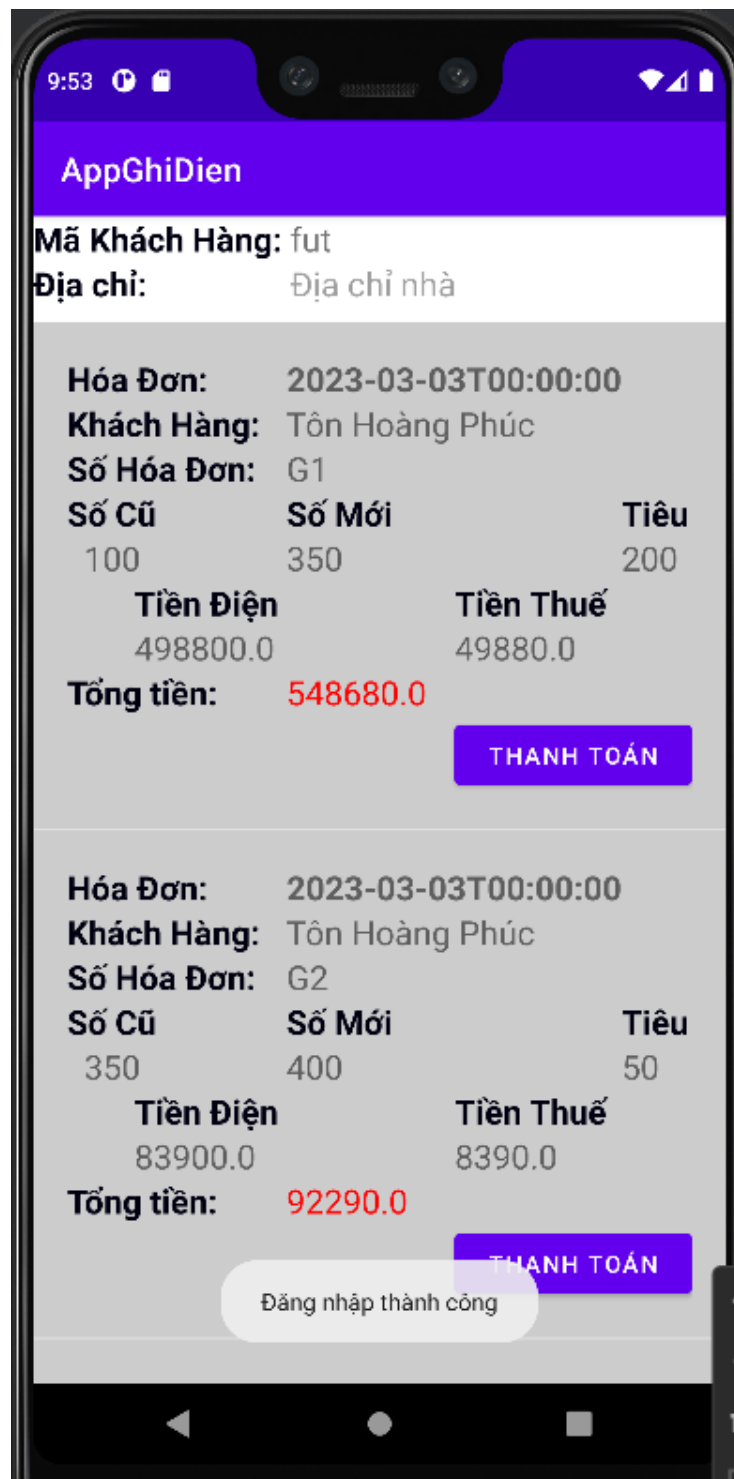 9:53
AppGhiDien
Mã Khách Hàng: fut
Địa chỉ: Địa chỉ nhà
Hóa Đơn: 2023-03-03T00:00:00
Khách Hàng: Tôn Hoàng Phúc
Số Hóa Đơn: G1
Số Cũ Số Mới Tiêu
100 350 200
Tiền Điện Tiền Thuế
498800.0 49880.0
Tổng tiền: 548680.0
THANH TOÁN
Hóa Đơn: 2023-03-03T00:00:00
Khách Hàng: Tôn Hoàng Phúc
Số Hóa Đơn: G2
Số Cũ Số Mới Tiêu
350 400 50
Tiền Điện Tiền Thuế
83900.0 8390.0
Tổng tiền: 92290.0
THANH TOÁN
Đăng nhập thành công